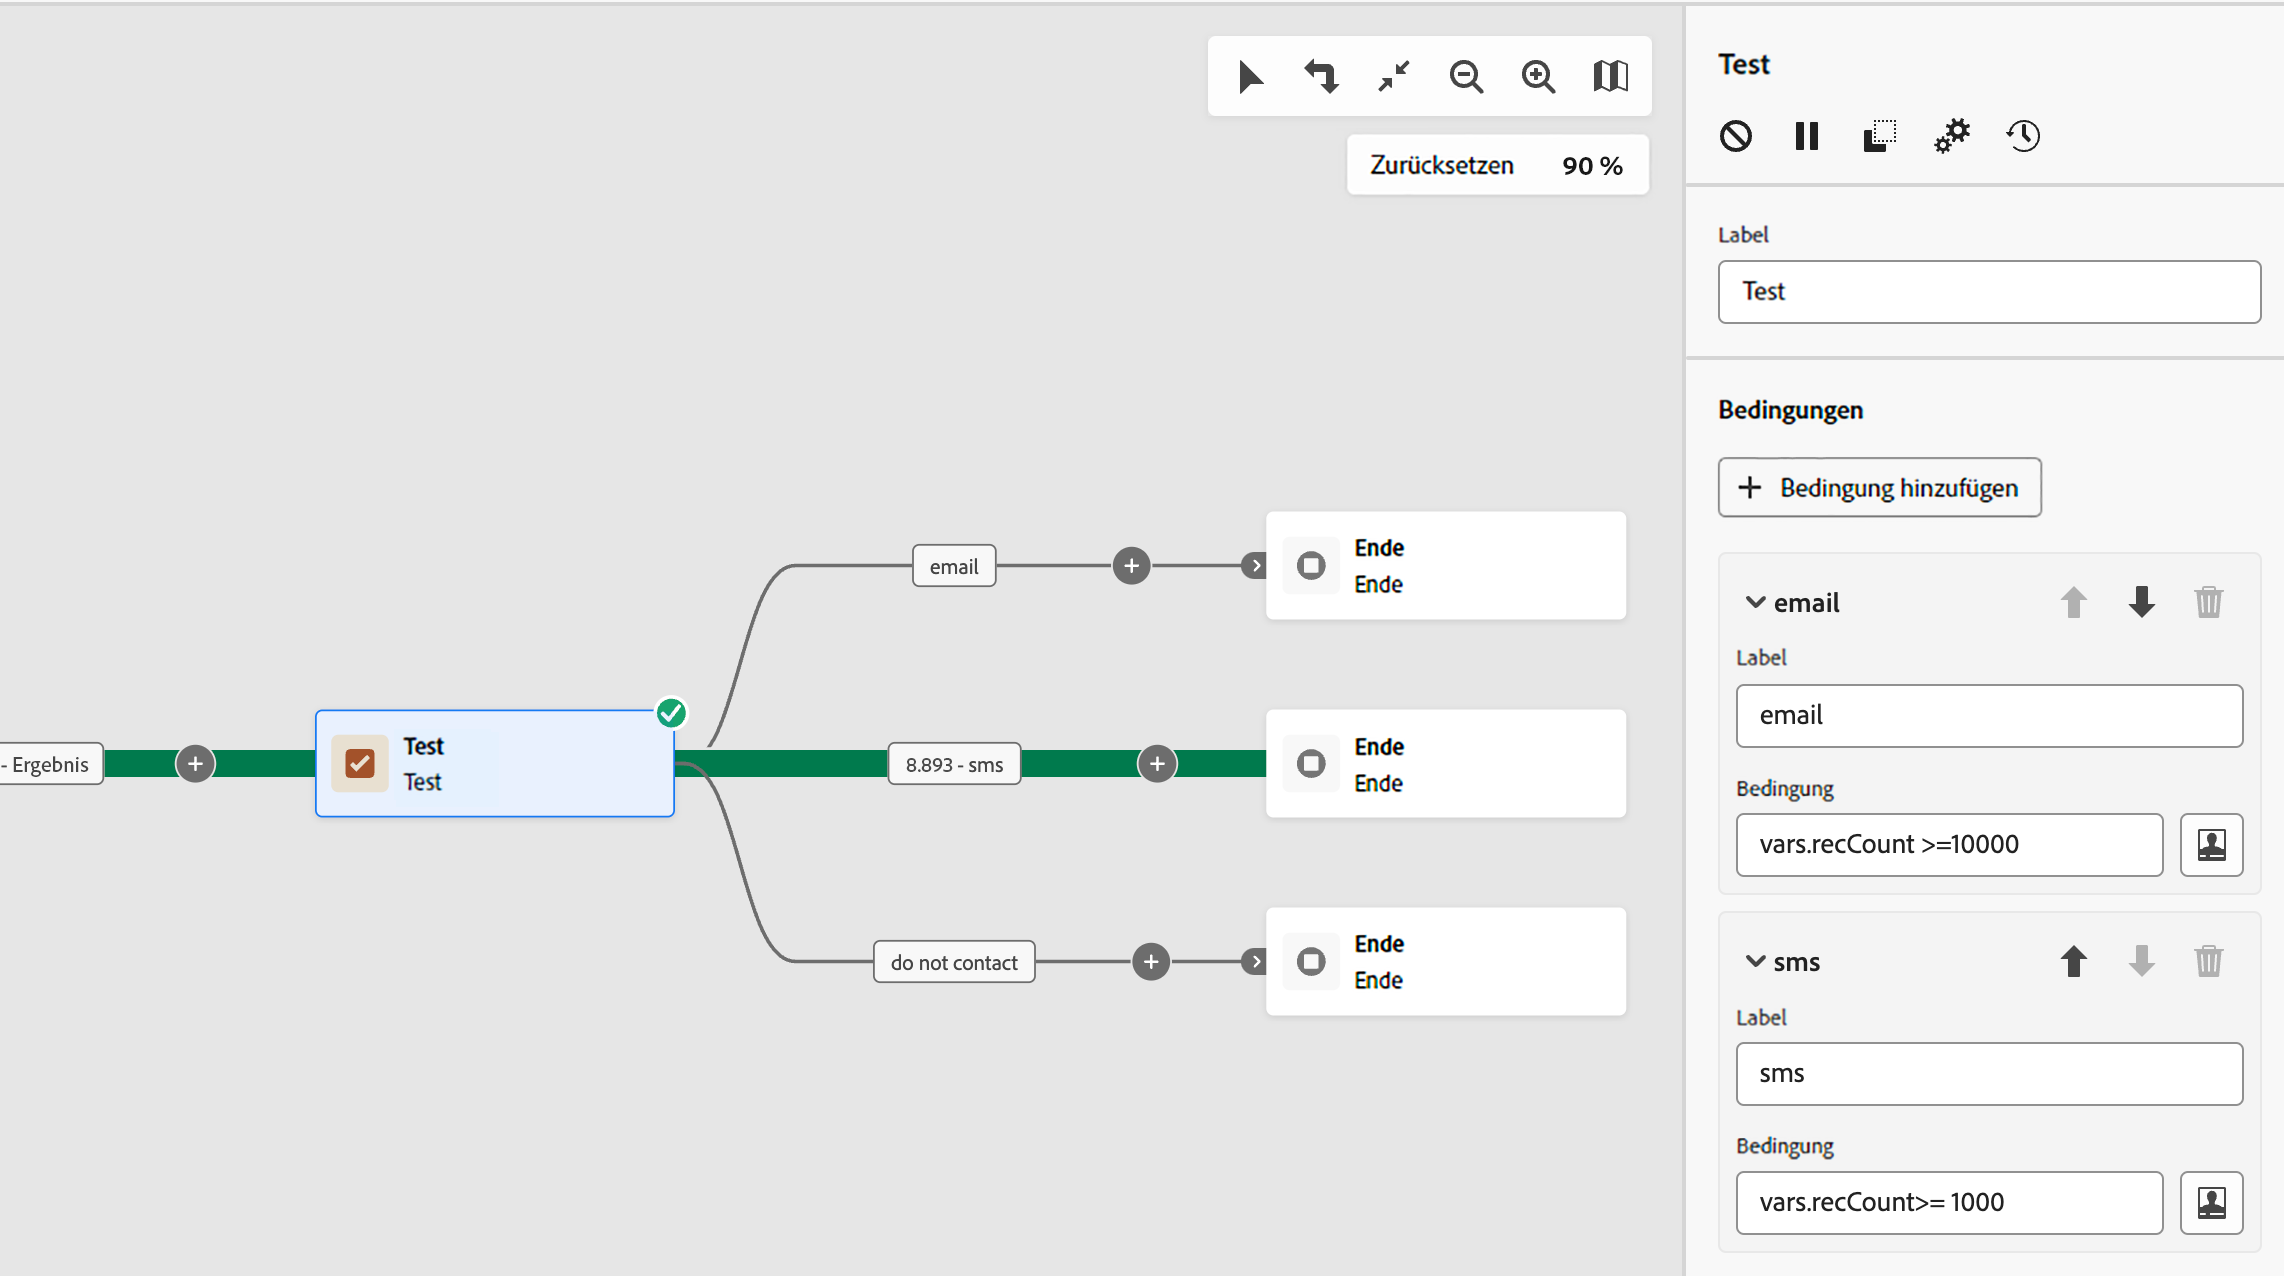 Zurücksetzen 90 %
- Ergebnis
Test
Test
email
8.893 - sms
do not contact
Ende
Ende
Ende
Ende
Ende
Ende
Test
Label
Test
Bedingungen
Bedingung hinzufügen
email
Label
email
Bedingung
vars.recCount >=10000
sms
Label
sms
Bedingung
vars.recCount>= 1000